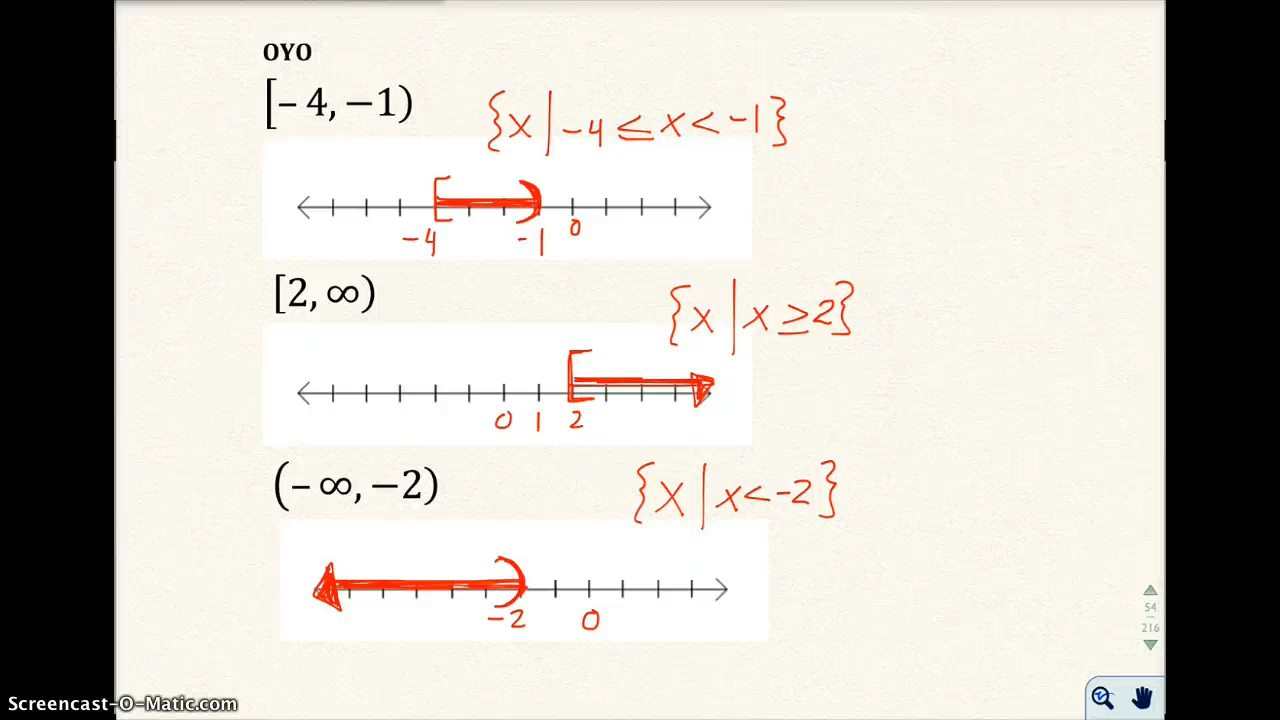 OYO
[– 4, −1)
{x | -4 ≤ x < -1}
-4 -1 0
[2, ∞)
{x | x ≥ 2}
0 1 2
(– ∞, −2)
{x | x < -2}
-2 0
54
216
Screencast-O-Matic.com